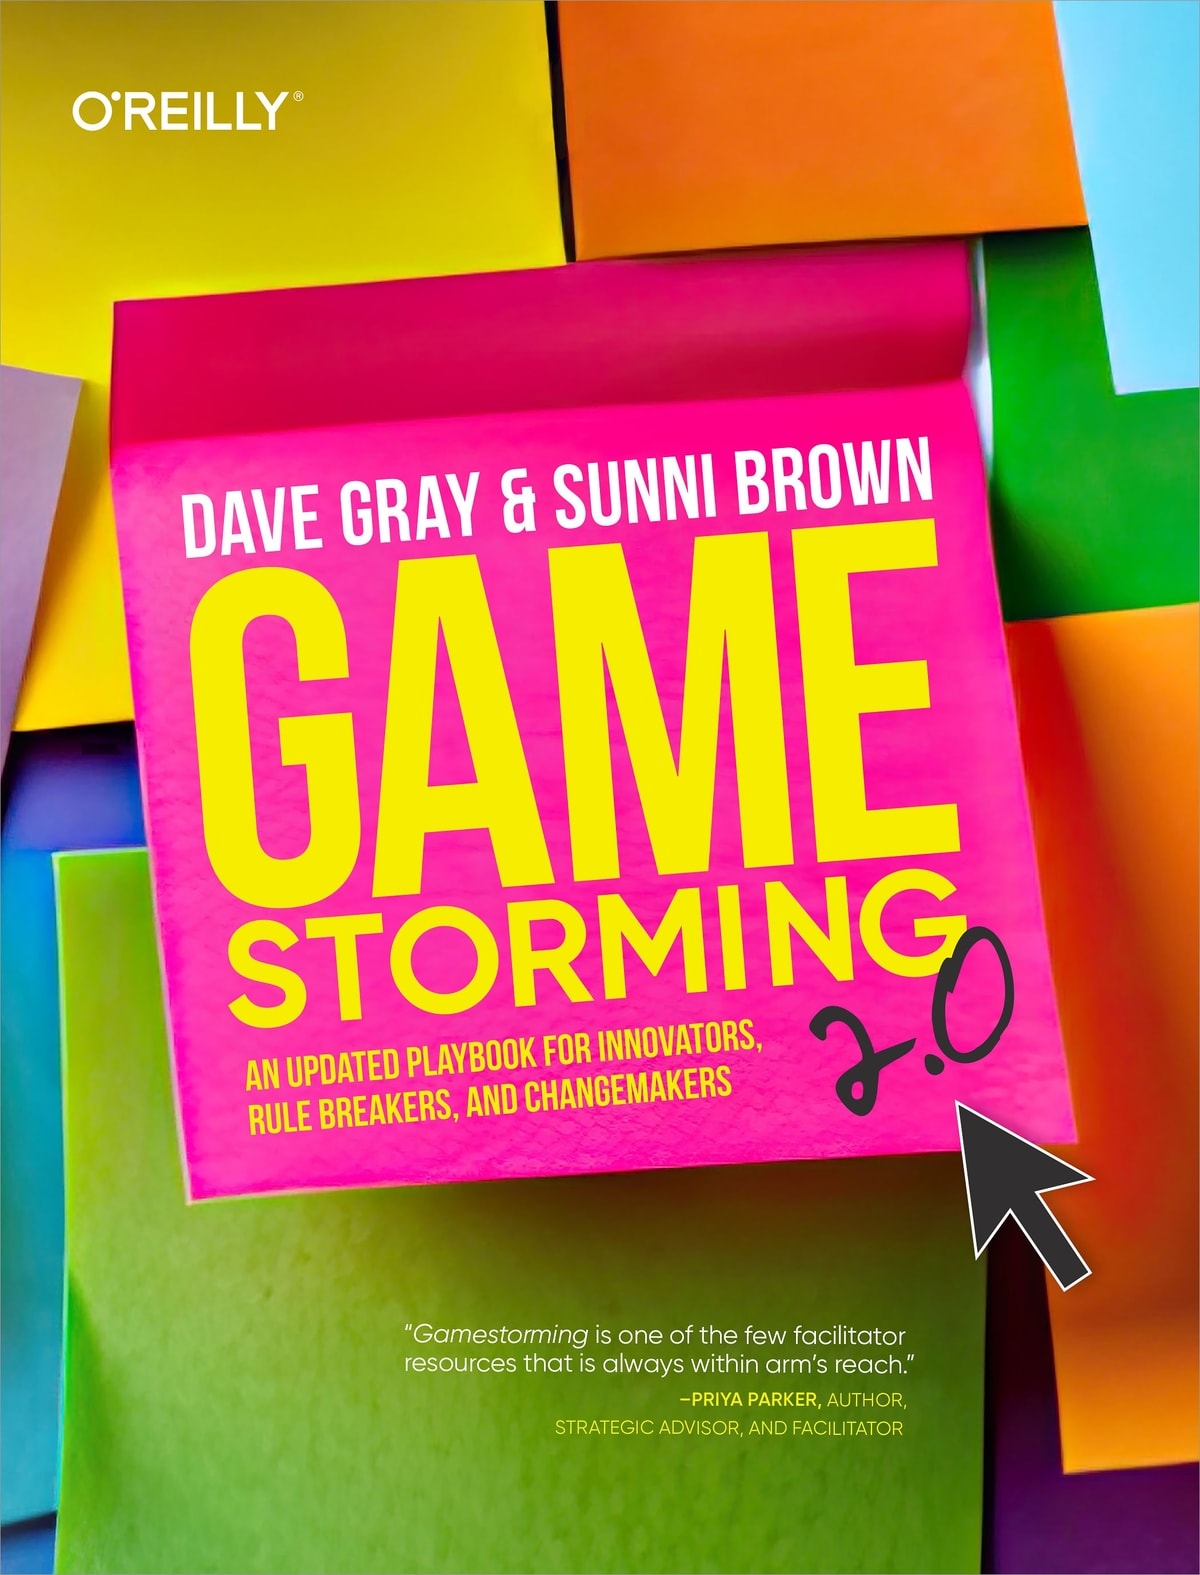 O'REILLY®
DAVE GRAY & SUNNI BROWN
GAME
STORMING
2.0
AN UPDATED PLAYBOOK FOR INNOVATORS,
RULE BREAKERS, AND CHANGEMAKERS
“Gamestorming is one of the few facilitator
resources that is always within arm’s reach.”
–PRIYA PARKER, AUTHOR,
STRATEGIC ADVISOR, AND FACILITATOR